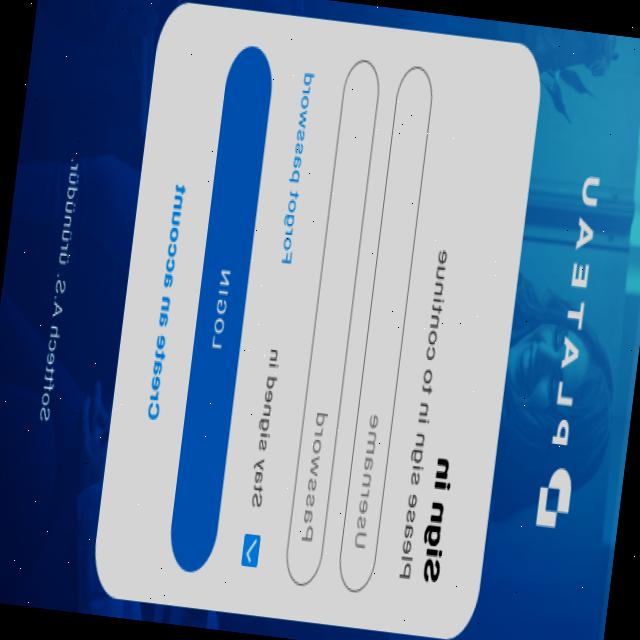 PLATEAU
Sign in
Please sign in to continue
Username
Password
Stay signed in
Forgot password
LOGIN
Create an account
Softtech A.Ş. ürünüdür.